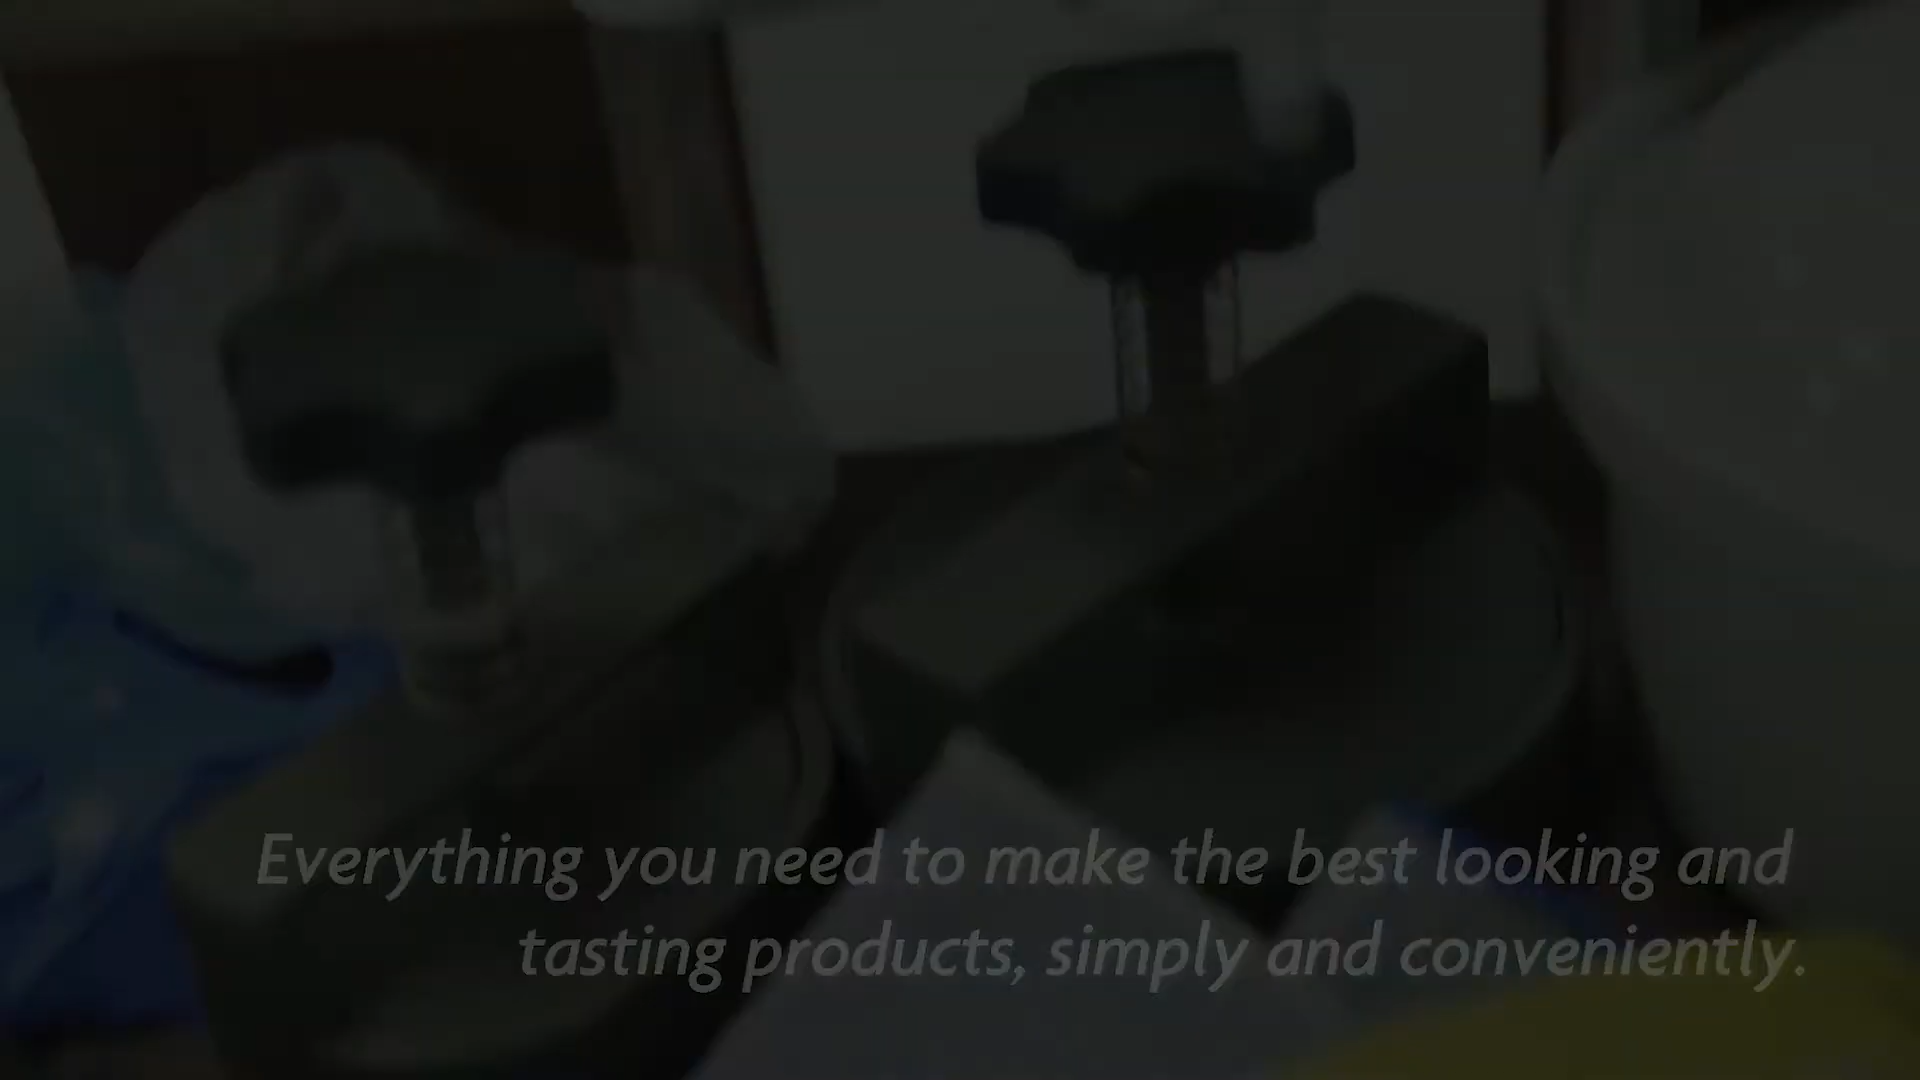 Everything you need to make the best looking and
tasting products, simply and conveniently.